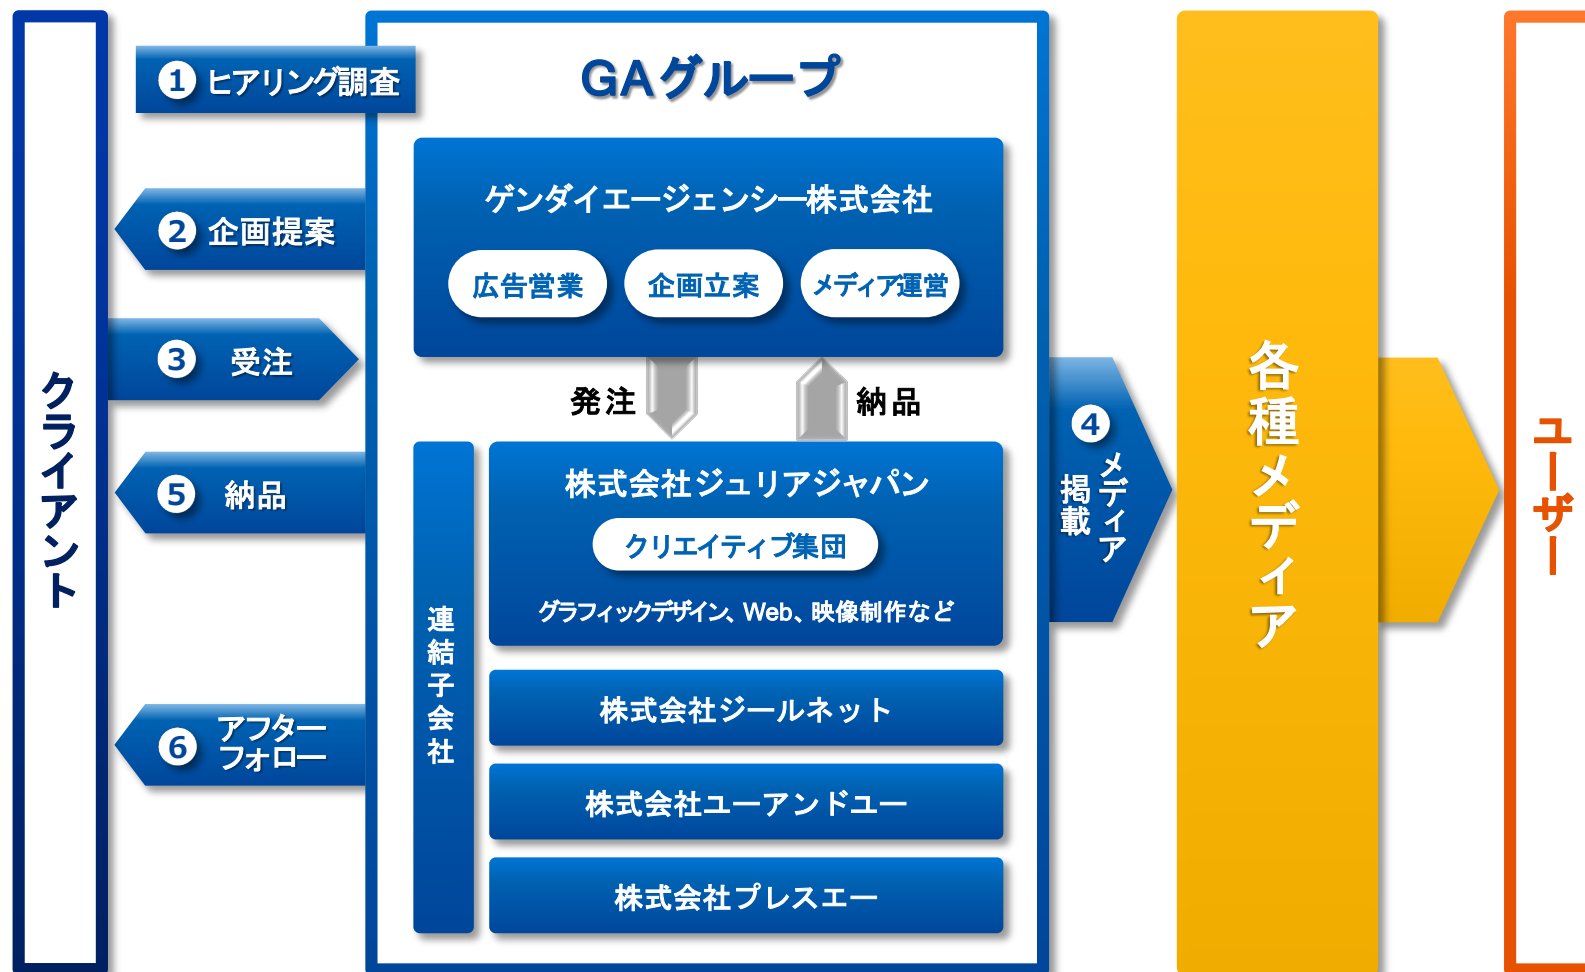 クライアント
❶ヒアリング調査
❷企画提案
❸受注
❺納品
❻アフター
フォロー
GAグループ
ゲンダイエージェンシー株式会社
広告営業
企画立案
メディア運営
発注
納品
連結子会社
株式会社ジュリアジャパン
クリエイティブ集団
グラフィックデザイン、Web、映像制作など
株式会社ジールネット
株式会社ユーアンドユー
株式会社プレスエー
❹
メディア
掲載
各種メディア
ユーザー